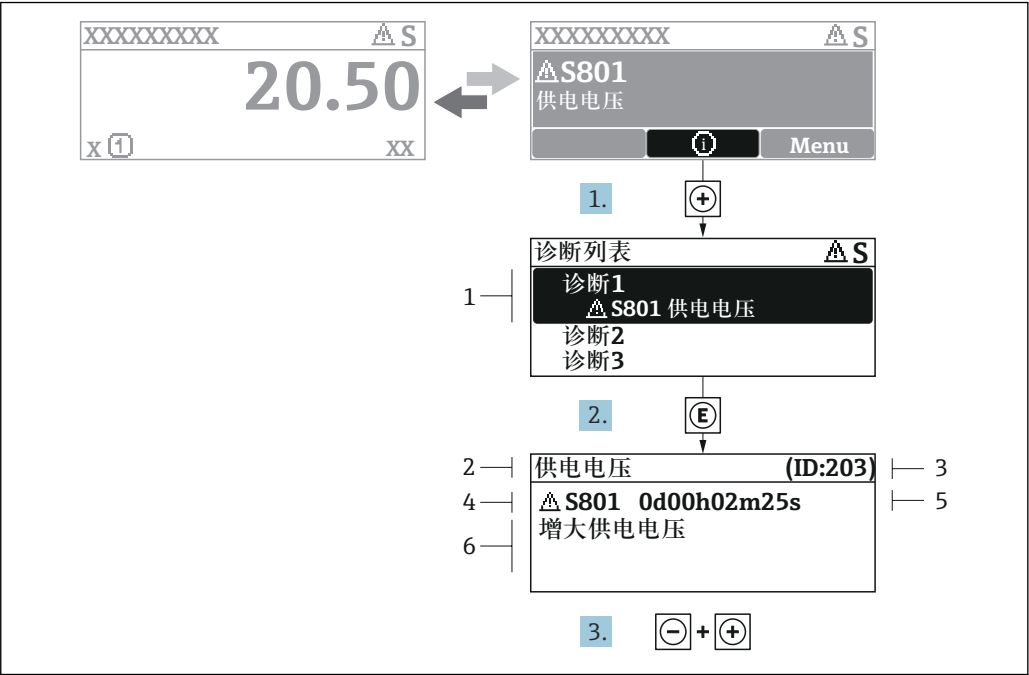 XXXXXXXXX ⚠ S
20.50
X ① XX
XXXXXXXXX ⚠ S
⚠S801
供电电压
ⓘ Menu
1. +
诊断列表 ⚠ S
1
诊断1
⚠ S801 供电电压
诊断2
诊断3
2. E
2 供电电压 (ID:203) 3
4 ⚠ S801 0d00h02m25s 5
6 增大供电电压
3. − + +